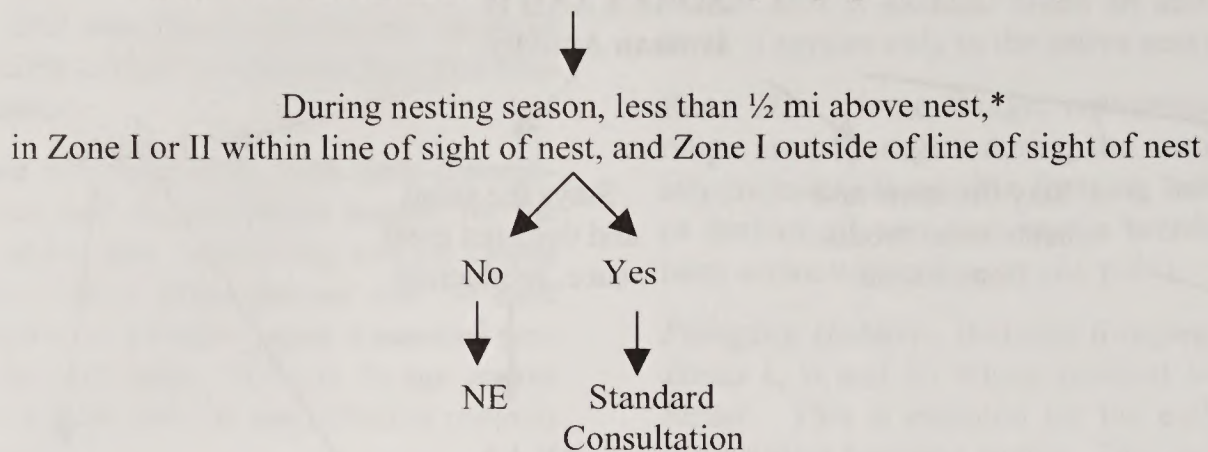 During nesting season, less than ½ mi above nest,*
in Zone I or II within line of sight of nest, and Zone I outside of line of sight of nest
No Yes
NE Standard
Consultation